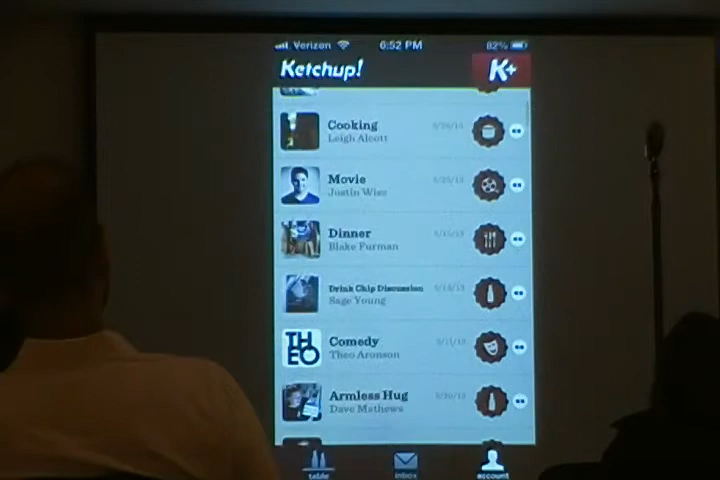 Verizon 6:52 PM 82%
Ketchup! K+
Cooking
Leigh Alcott
Movie
Justin Wise
Dinner
Blake Furman
Drink Chip Discussion
Sage Young
THEO
Comedy
Theo Aronson
Armless Hug
Dave Mathews
table inbox account